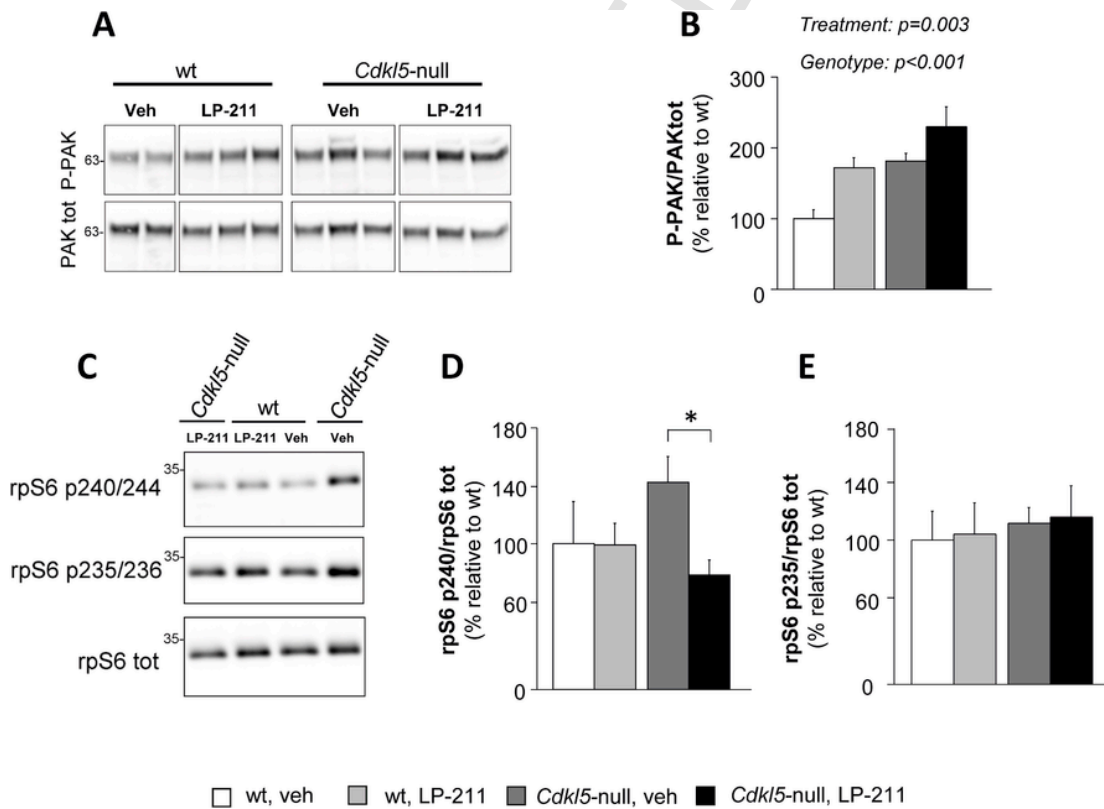 A
wt
Cdkl5-null
Veh
LP-211
Veh
LP-211
P-PAK
63-
PAK tot
63-
B
Treatment: p=0.003
Genotype: p<0.001
P-PAK/PAKtot
(% relative to wt)
300
200
100
0
C
Cdkl5-null
wt
Cdkl5-null
LP-211
LP-211
Veh
Veh
rpS6 p240/244
35-
rpS6 p235/236
35-
rpS6 tot
35-
D
rpS6 p240/rpS6 tot
(% relative to wt)
180
140
100
60
0
*
E
rpS6 p235/rpS6 tot
(% relative to wt)
180
140
100
60
0
wt, veh
wt, LP-211
Cdkl5-null, veh
Cdkl5-null, LP-211